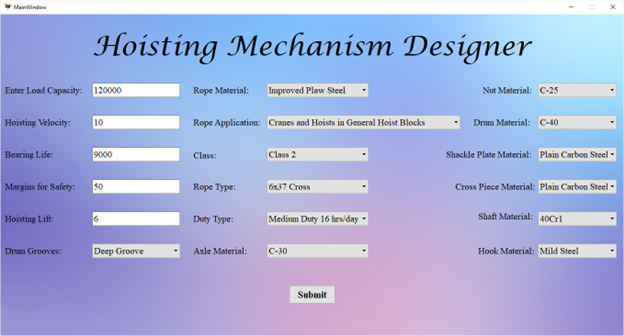 MainWindow
Hoisting Mechanism Designer
Enter Load Capacity: 120000 Rope Material: Improved Plaw Steel Nut Material: C-25
Hoisting Velocity: 10 Rope Application: Cranes and Hoists in General Hoist Blocks Drum Material: C-40
Bearing Life: 9000 Class: Class 2 Shackle Plate Material: Plain Carbon Steel
Margins for Safety: 50 Rope Type: 6x37 Cross Cross Piece Material: Plain Carbon Steel
Hoisting Lift: 6 Duty Type: Medium Duty 16 hrs/day Shaft Material: 40Cr1
Drum Grooves: Deep Groove Axle Material: C-30 Hook Material: Mild Steel
Submit